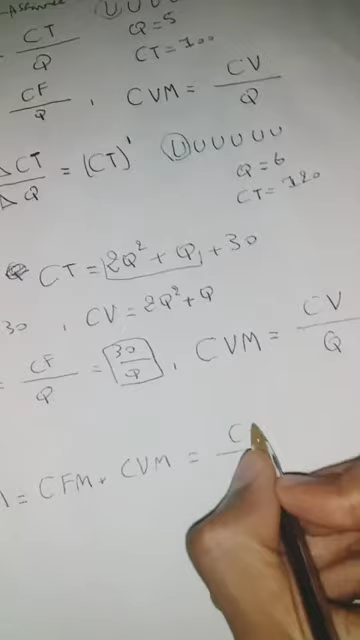 U U U U
CT/Q Q = 5
CT = 100
CF/Q , CVM = CV/Q
ΔCT/ΔQ = (CT)' U U U U U U
Q = 6
CT = 120
CT = 2Q² + Q + 30
30 , CV = 2Q² + Q
= CF/Q = 30/Q , CVM = CV/Q
= CFM + CVM = C